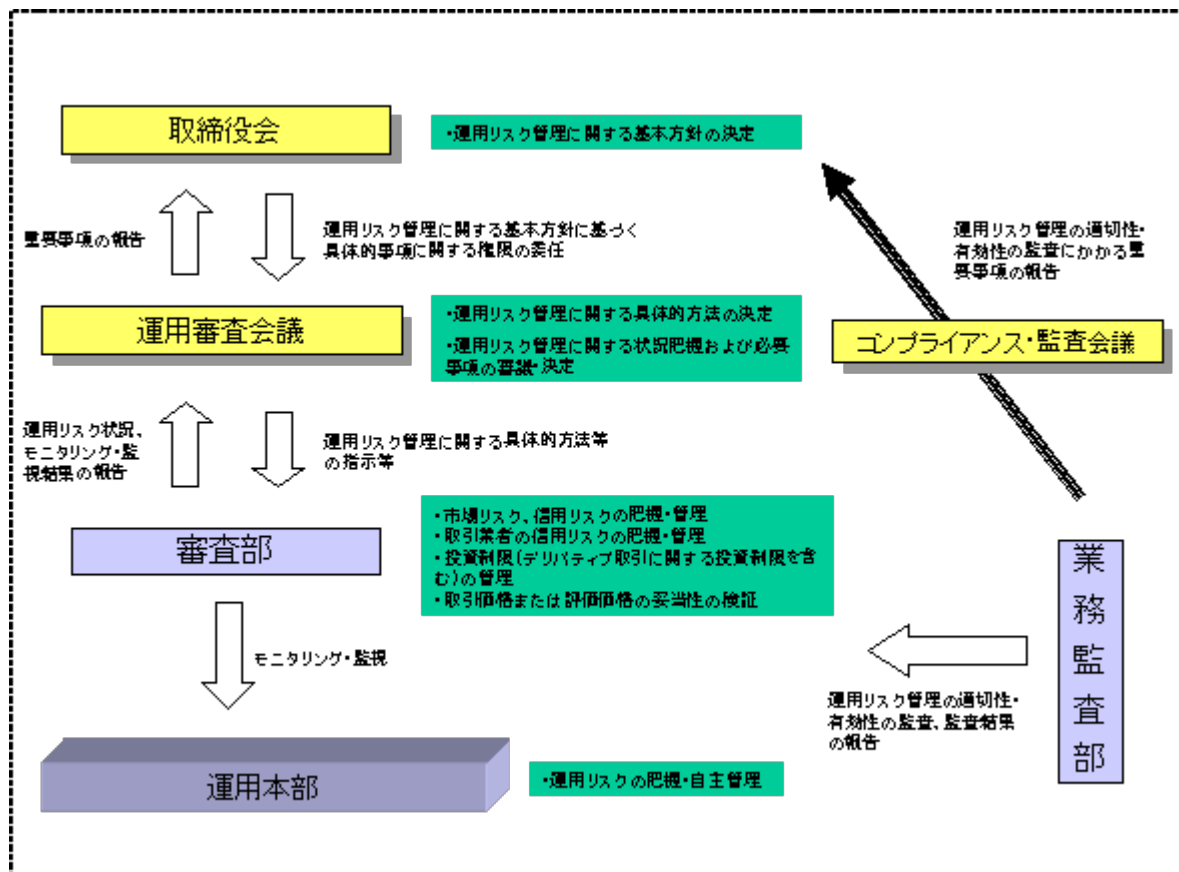 取締役会
・運用リスク管理に関する基本方針の決定
重要事項の報告
運用リスク管理に関する基本方針に基づく
具体的事項に関する権限の委任
運用リスク管理の適切性・
有効性の監査にかかる重
要事項の報告
運用審査会議
・運用リスク管理に関する具体的方法の決定
・運用リスク管理に関する状況把握および必要
事項の審議・決定
コンプライアンス・監査会議
運用リスク状況、
モニタリング・監
視結果の報告
運用リスク管理に関する具体的方法等
の指示等
審査部
・市場リスク、信用リスクの把握・管理
・取引業者の信用リスクの把握・管理
・投資制限(デリバティブ取引に関する投資制限を含
む)の管理
・取引価格または評価価格の妥当性の検証
業務監査部
モニタリング・監視
運用リスク管理の適切性・
有効性の監査、監査結果
の報告
運用本部
・運用リスクの把握・自主管理